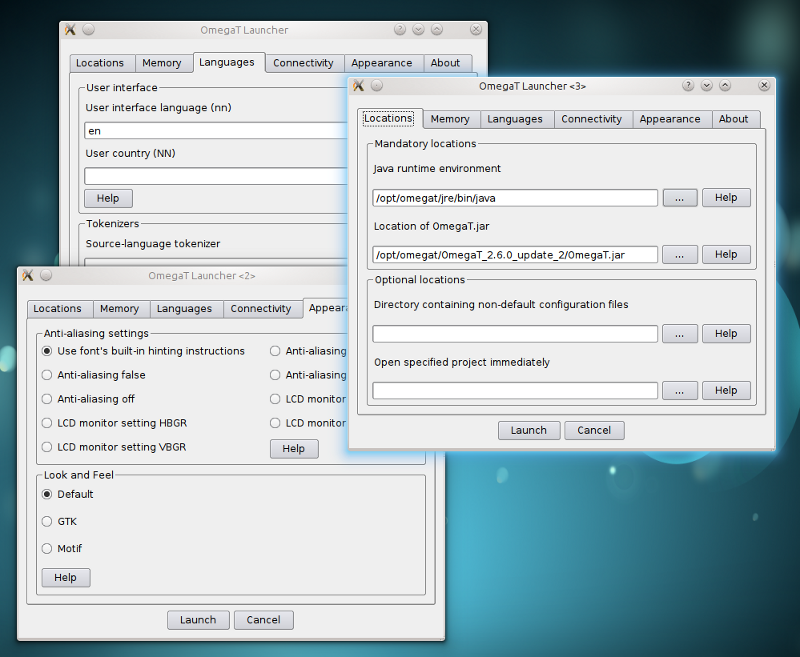 OmegaT Launcher
Locations Memory Languages Connectivity Appearance About
User interface
User interface language (nn)
en
User country (NN)
Help
Tokenizers
Source-language tokenizer
OmegaT Launcher <3>
Locations Memory Languages Connectivity Appearance About
Mandatory locations
Java runtime environment
/opt/omegat/jre/bin/java ... Help
Location of OmegaT.jar
/opt/omegat/OmegaT_2.6.0_update_2/OmegaT.jar ... Help
Optional locations
Directory containing non-default configuration files
... Help
Open specified project immediately
... Help
Launch Cancel
OmegaT Launcher <2>
Locations Memory Languages Connectivity Appeara
Anti-aliasing settings
Use font's built-in hinting instructions Anti-aliasing
Anti-aliasing false Anti-aliasing
Anti-aliasing off LCD monitor
LCD monitor setting HBGR LCD monitor
LCD monitor setting VBGR Help
Look and Feel
Default
GTK
Motif
Help
Launch Cancel